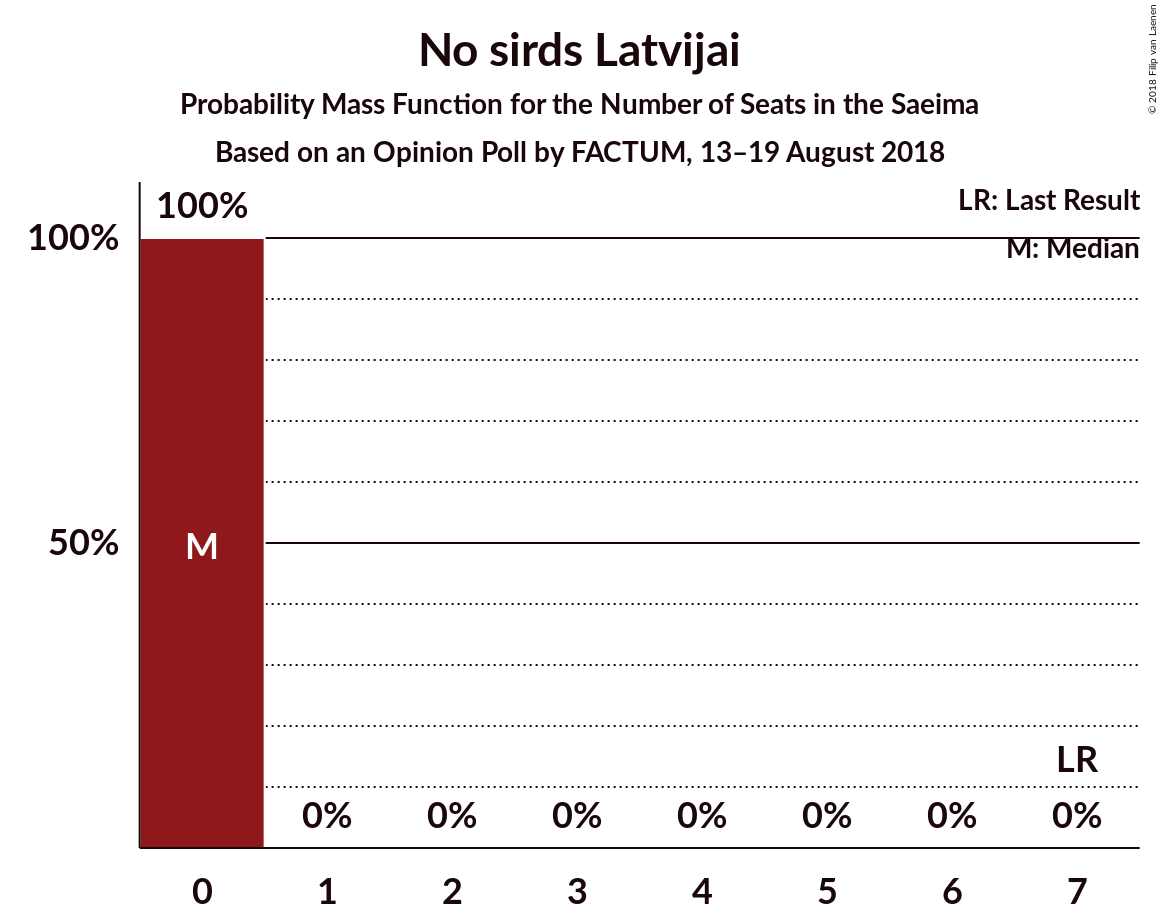 No sirds Latvijai
Probability Mass Function for the Number of Seats in the Saeima
Based on an Opinion Poll by FACTUM, 13–19 August 2018
© 2018 Filip van Laenen
LR: Last Result
M: Median
100%
100%
50%
M
LR
0% 0% 0% 0% 0% 0% 0%
0 1 2 3 4 5 6 7